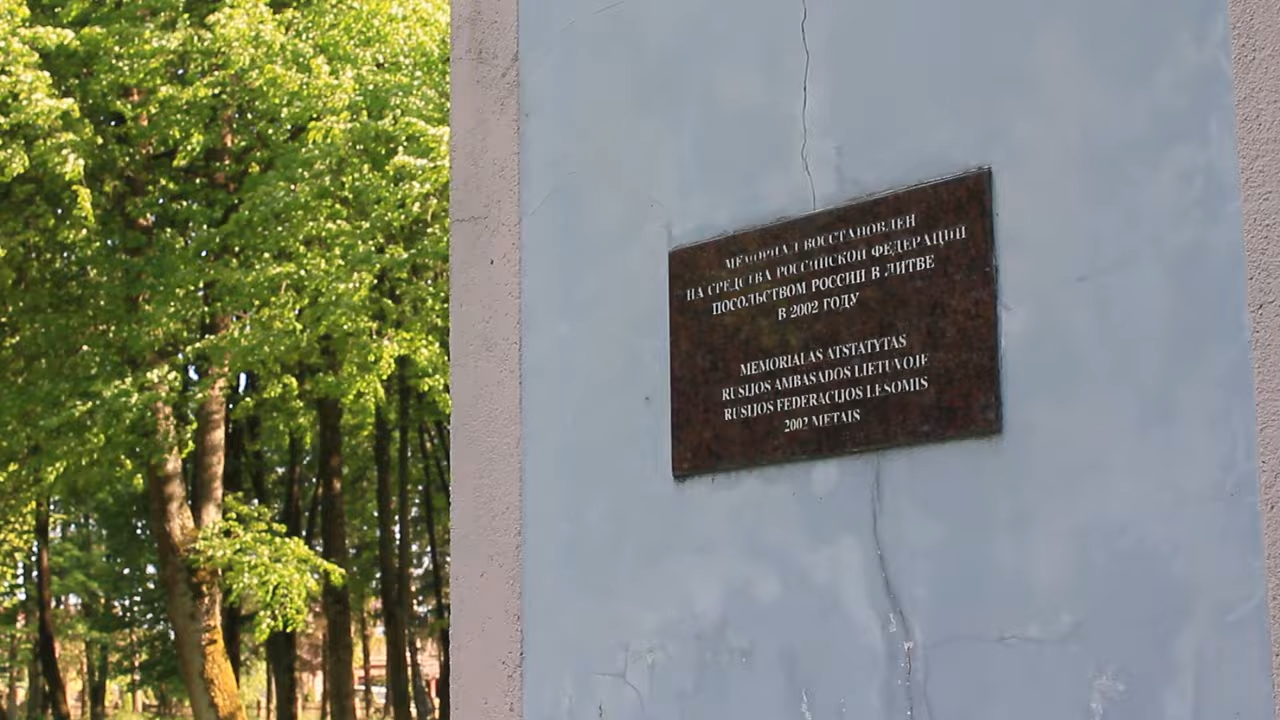 МЕМОРИАЛ ВОССТАНОВЛЕН
НА СРЕДСТВА РОССИЙСКОЙ ФЕДЕРАЦИИ
ПОСОЛЬСТВОМ РОССИИ В ЛИТВЕ
В 2002 ГОДУ
MEMORIALAS ATSTATYTAS
RUSIJOS AMBASADOS LIETUVOJE
RUSIJOS FEDERACIJOS LĖŠOMIS
2002 METAIS